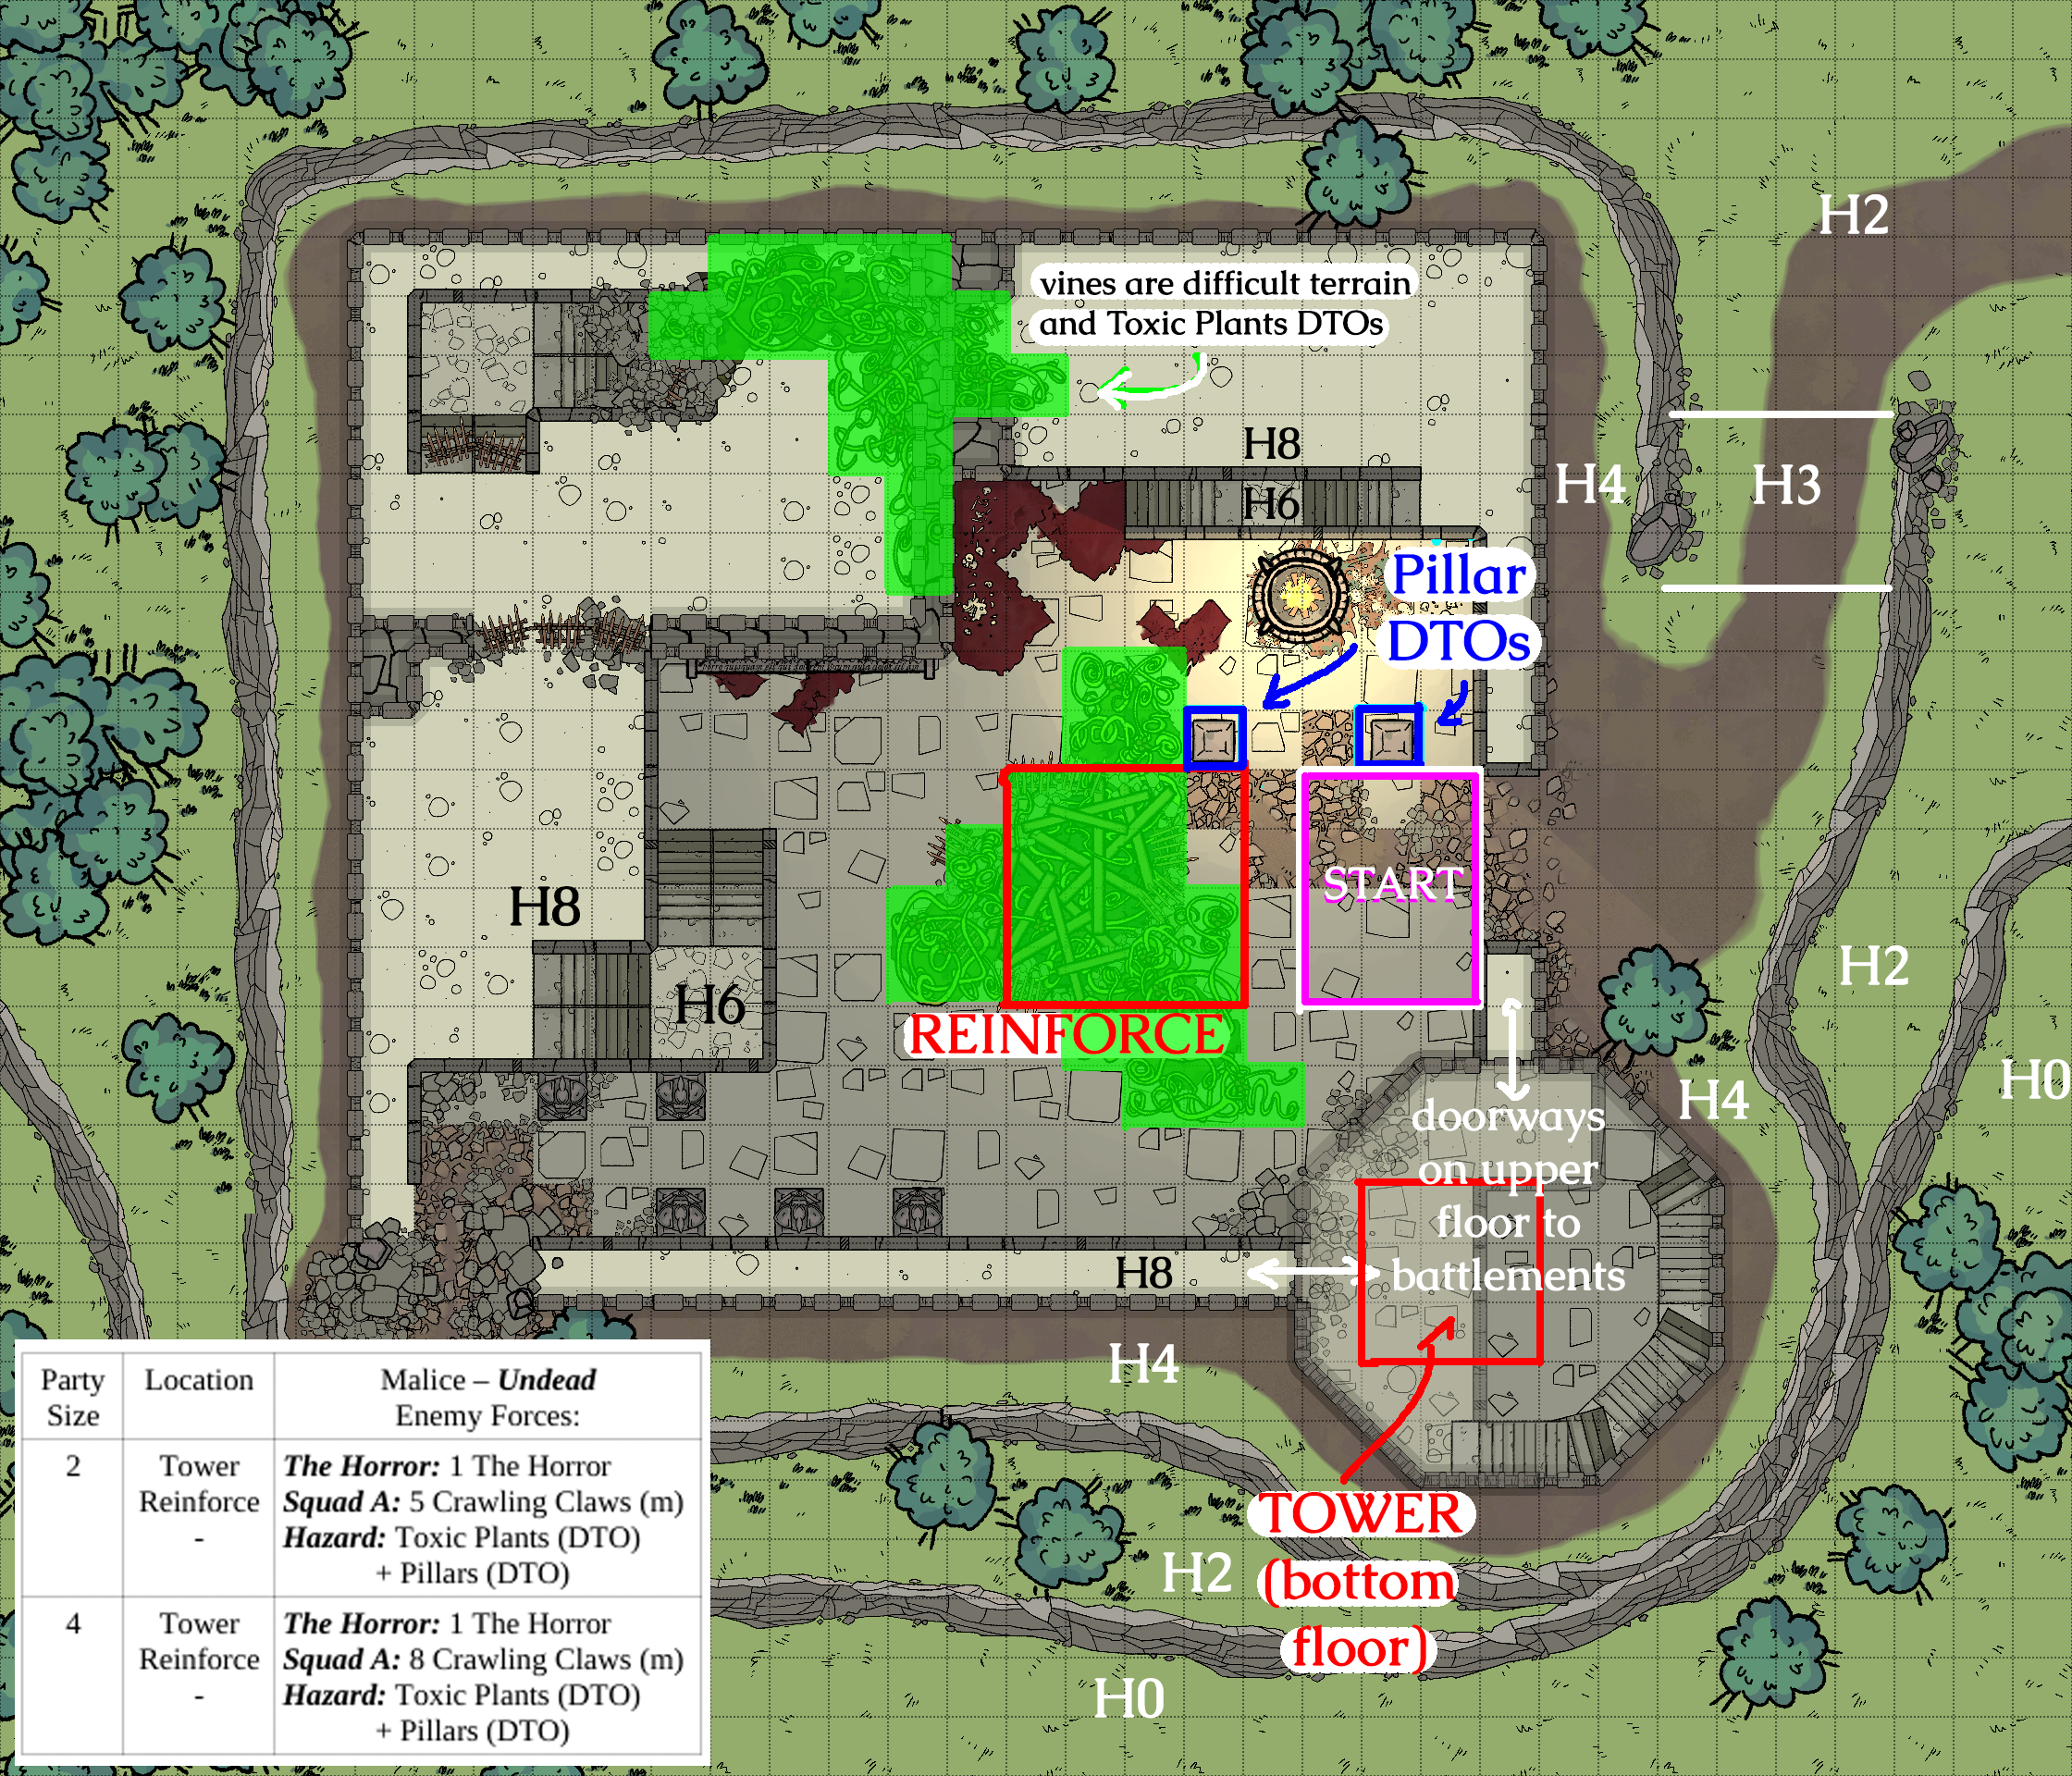 H2
vines are difficult terrain
and Toxic Plants DTOs
H8
H6
H4
H3
Pillar
DTOs
START
H8
H6
REINFORCE
H2
H0
H4
doorways
on upper
floor to
battlements
H8
H4
TOWER
(bottom
floor)
H2
H0
Party Size
Location
Malice – Undead
Enemy Forces:
2
Tower
Reinforce
-
The Horror: 1 The Horror
Squad A: 5 Crawling Claws (m)
Hazard: Toxic Plants (DTO)
+ Pillars (DTO)
4
Tower
Reinforce
-
The Horror: 1 The Horror
Squad A: 8 Crawling Claws (m)
Hazard: Toxic Plants (DTO)
+ Pillars (DTO)